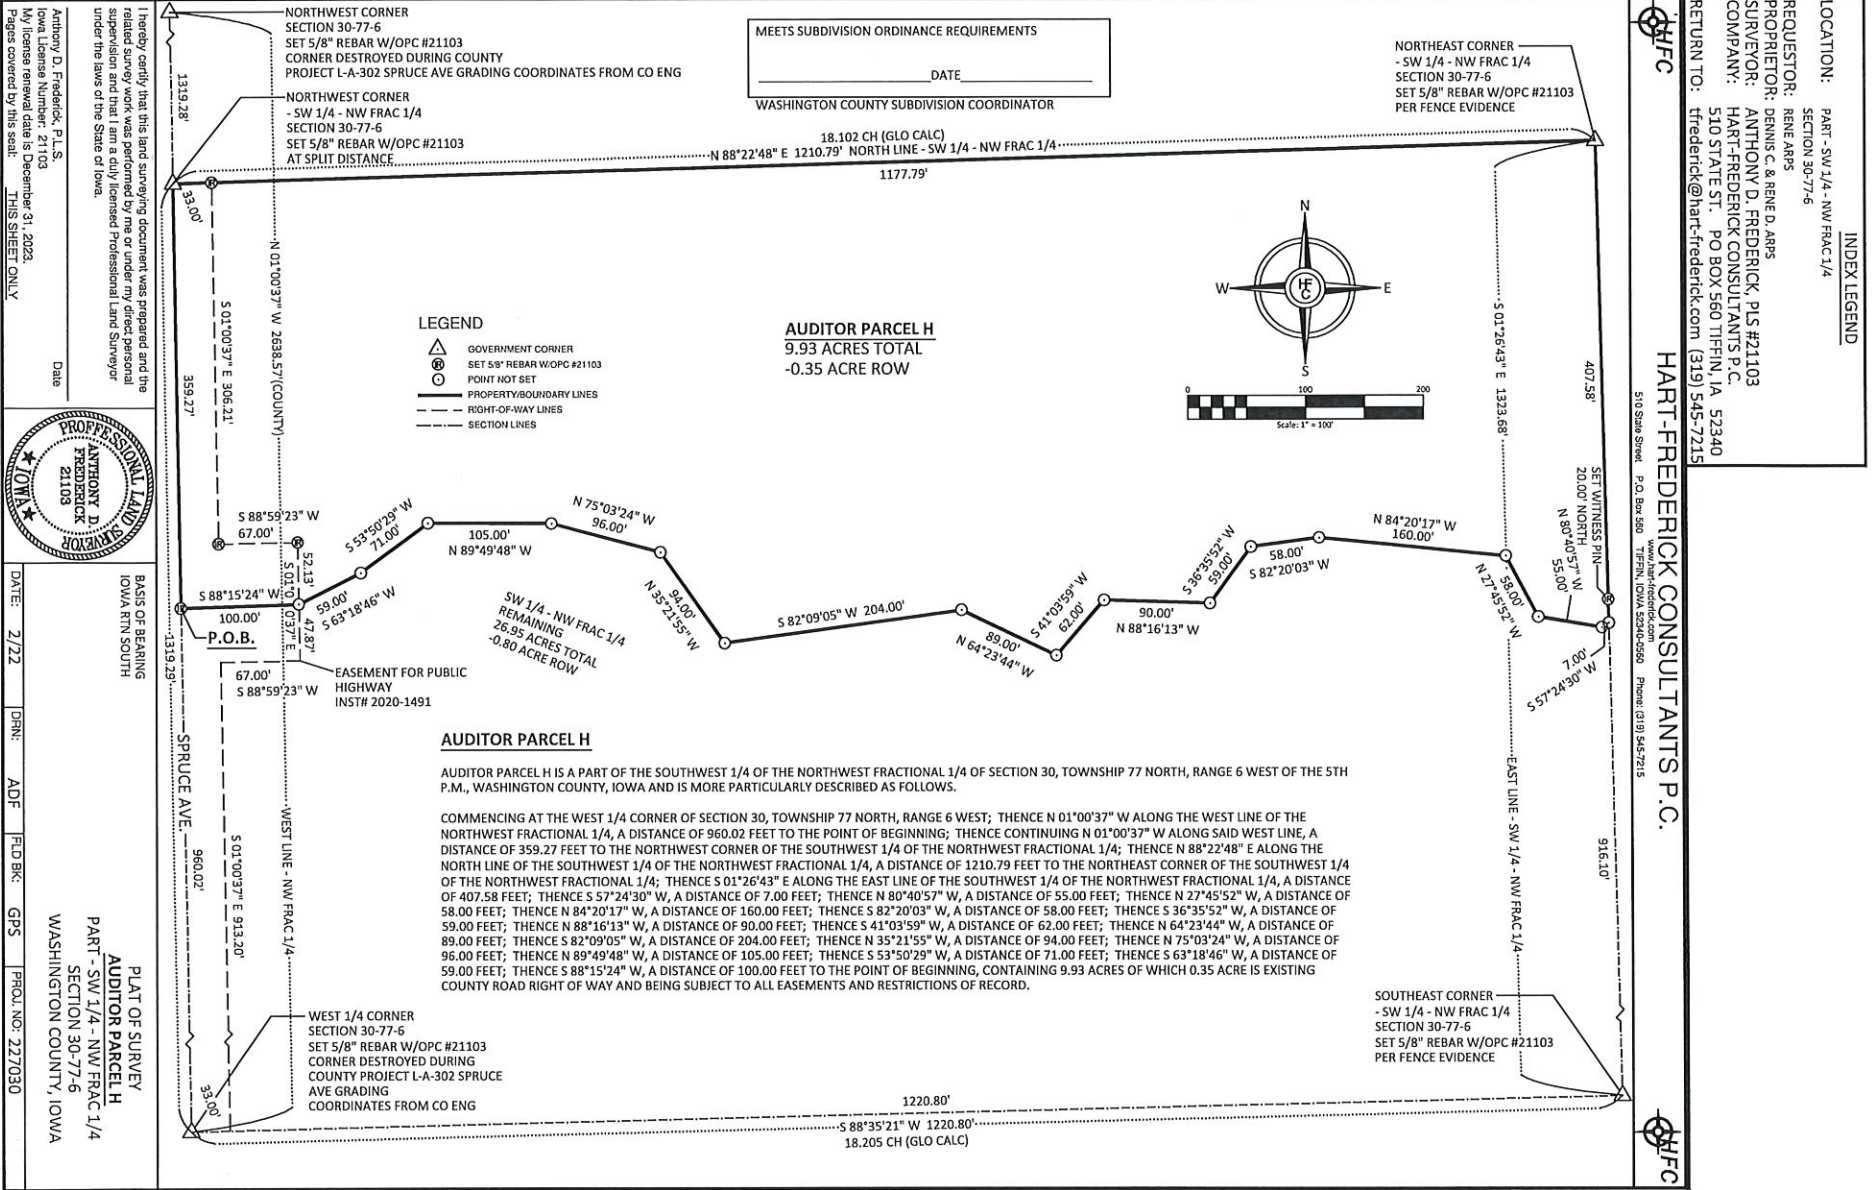 INDEX LEGEND
LOCATION: PART - SW 1/4 - NW FRAC 1/4
SECTION 30-77-6
REQUESTOR: RENE ARPS
PROPRIETOR: DENNIS C. & RENE D. ARPS
SURVEYOR: ANTHONY D. FREDERICK, PLS #21103
COMPANY: HART-FREDERICK CONSULTANTS P.C.
510 STATE ST. PO BOX 560 TIFFIN, IA 52340
RETURN TO: tfrederick@hart-frederick.com (319) 545-7215
HFC
HART-FREDERICK CONSULTANTS P.C.
www.hart-frederick.com
510 State Street P.O. Box 560 TIFFIN, IOWA 52340-0560 Phone: (319) 545-7215
HFC
NORTHWEST CORNER
SECTION 30-77-6
SET 5/8" REBAR W/OPC #21103
CORNER DESTROYED DURING COUNTY
PROJECT L-A-302 SPRUCE AVE GRADING COORDINATES FROM CO ENG
NORTHWEST CORNER
- SW 1/4 - NW FRAC 1/4
SECTION 30-77-6
SET 5/8" REBAR W/OPC #21103
AT SPLIT DISTANCE
MEETS SUBDIVISION ORDINANCE REQUIREMENTS
DATE
WASHINGTON COUNTY SUBDIVISION COORDINATOR
NORTHEAST CORNER
- SW 1/4 - NW FRAC 1/4
SECTION 30-77-6
SET 5/8" REBAR W/OPC #21103
PER FENCE EVIDENCE
18.102 CH (GLO CALC)
N 88°22'48" E 1210.79' NORTH LINE - SW 1/4 - NW FRAC 1/4
1177.79'
1319.28'
33.00'
N 01°00'37" W 2638.57'(COUNTY)
S 01°00'37" E 306.21'
359.27'
LEGEND
GOVERNMENT CORNER
R SET 5/8" REBAR W/OPC #21103
POINT NOT SET
PROPERTY/BOUNDARY LINES
RIGHT-OF-WAY LINES
SECTION LINES
AUDITOR PARCEL H
9.93 ACRES TOTAL
-0.35 ACRE ROW
N
W
E
S
HFC
0 100 200
Scale: 1" = 100'
S 01°26'43" E 1323.68'
407.58'
SET WITNESS PIN
20.00' NORTH
N 80°40'57" W
55.00'
S 88°59'23" W
67.00'
52.13'
S 01°00'37" E
47.87'
S 88°15'24" W
100.00'
P.O.B.
59.00'
S 63°18'46" W
S 53°50'29" W
71.00'
105.00'
N 89°49'48" W
N 75°03'24" W
96.00'
94.00'
N 35°21'55" W
S 82°09'05" W 204.00'
89.00'
N 64°23'44" W
S 41°03'59" W
62.00'
90.00'
N 88°16'13" W
S 36°35'52" W
59.00'
58.00'
S 82°20'03" W
N 84°20'17" W
160.00'
58.00'
N 27°45'52" W
7.00'
S 57°24'30" W
SW 1/4 - NW FRAC 1/4
REMAINING
26.95 ACRES TOTAL
-0.80 ACRE ROW
67.00'
S 88°59'23" W
EASEMENT FOR PUBLIC
HIGHWAY
INST# 2020-1491
1319.29'
SPRUCE AVE.
960.02'
S 01°00'37" E 913.20'
WEST LINE - NW FRAC 1/4
EAST LINE - SW 1/4 - NW FRAC 1/4
916.10'
AUDITOR PARCEL H
AUDITOR PARCEL H IS A PART OF THE SOUTHWEST 1/4 OF THE NORTHWEST FRACTIONAL 1/4 OF SECTION 30, TOWNSHIP 77 NORTH, RANGE 6 WEST OF THE 5TH
P.M., WASHINGTON COUNTY, IOWA AND IS MORE PARTICULARLY DESCRIBED AS FOLLOWS.
COMMENCING AT THE WEST 1/4 CORNER OF SECTION 30, TOWNSHIP 77 NORTH, RANGE 6 WEST; THENCE N 01°00'37" W ALONG THE WEST LINE OF THE
NORTHWEST FRACTIONAL 1/4, A DISTANCE OF 960.02 FEET TO THE POINT OF BEGINNING; THENCE CONTINUING N 01°00'37" W ALONG SAID WEST LINE, A
DISTANCE OF 359.27 FEET TO THE NORTHWEST CORNER OF THE SOUTHWEST 1/4 OF THE NORTHWEST FRACTIONAL 1/4; THENCE N 88°22'48" E ALONG THE
NORTH LINE OF THE SOUTHWEST 1/4 OF THE NORTHWEST FRACTIONAL 1/4, A DISTANCE OF 1210.79 FEET TO THE NORTHEAST CORNER OF THE SOUTHWEST 1/4
OF THE NORTHWEST FRACTIONAL 1/4; THENCE S 01°26'43" E ALONG THE EAST LINE OF THE SOUTHWEST 1/4 OF THE NORTHWEST FRACTIONAL 1/4, A DISTANCE
OF 407.58 FEET; THENCE S 57°24'30" W, A DISTANCE OF 7.00 FEET; THENCE N 80°40'57" W, A DISTANCE OF 55.00 FEET; THENCE N 27°45'52" W, A DISTANCE OF
58.00 FEET; THENCE N 84°20'17" W, A DISTANCE OF 160.00 FEET; THENCE S 82°20'03" W, A DISTANCE OF 58.00 FEET; THENCE S 36°35'52" W, A DISTANCE OF
59.00 FEET; THENCE N 88°16'13" W, A DISTANCE OF 90.00 FEET; THENCE S 41°03'59" W, A DISTANCE OF 62.00 FEET; THENCE N 64°23'44" W, A DISTANCE OF
89.00 FEET; THENCE S 82°09'05" W, A DISTANCE OF 204.00 FEET; THENCE N 35°21'55" W, A DISTANCE OF 94.00 FEET; THENCE N 75°03'24" W, A DISTANCE OF
96.00 FEET; THENCE N 89°49'48" W, A DISTANCE OF 105.00 FEET; THENCE S 53°50'29" W, A DISTANCE OF 71.00 FEET; THENCE S 63°18'46" W, A DISTANCE OF
59.00 FEET; THENCE S 88°15'24" W, A DISTANCE OF 100.00 FEET TO THE POINT OF BEGINNING, CONTAINING 9.93 ACRES OF WHICH 0.35 ACRE IS EXISTING
COUNTY ROAD RIGHT OF WAY AND BEING SUBJECT TO ALL EASEMENTS AND RESTRICTIONS OF RECORD.
WEST 1/4 CORNER
SECTION 30-77-6
SET 5/8" REBAR W/OPC #21103
CORNER DESTROYED DURING
COUNTY PROJECT L-A-302 SPRUCE
AVE GRADING
COORDINATES FROM CO ENG
33.00'
SOUTHEAST CORNER
- SW 1/4 - NW FRAC 1/4
SECTION 30-77-6
SET 5/8" REBAR W/OPC #21103
PER FENCE EVIDENCE
1220.80'
S 88°35'21" W 1220.80'
18.205 CH (GLO CALC)
I hereby certify that this land surveying document was prepared and the
related survey work was performed by me or under my direct personal
supervision and that I am a duly licensed Professional Land Surveyor
under the laws of the State of Iowa.
Anthony D. Frederick, P.L.S. Date
Iowa License Number: 21103
My license renewal date is December 31, 2023.
Pages covered by this seal: THIS SHEET ONLY
PROFFESSIONAL LAND SURVEYOR
ANTHONY D.
FREDERICK
21103
IOWA
BASIS OF BEARING
IOWA RTN SOUTH
PLAT OF SURVEY
AUDITOR PARCEL H
PART - SW 1/4 - NW FRAC 1/4
SECTION 30-77-6
WASHINGTON COUNTY, IOWA
DATE: 2/22 DRN: ADF FLD BK: GPS PROJ. NO: 227030